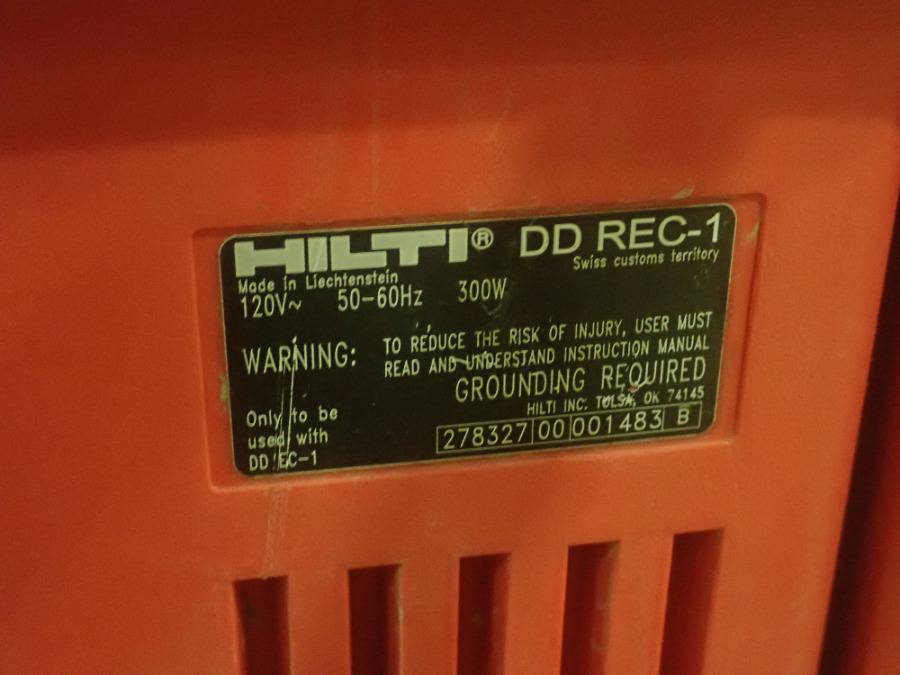 HILTI® DD REC-1
Made in Liechtenstein Swiss customs territory
120V~ 50-60Hz 300W
WARNING: TO REDUCE THE RISK OF INJURY, USER MUST
READ AND UNDERSTAND INSTRUCTION MANUAL
GROUNDING REQUIRED
HILTI INC. TULSA, OK 74145
Only to be
used with
DD EC-1
278327 00 001483 B